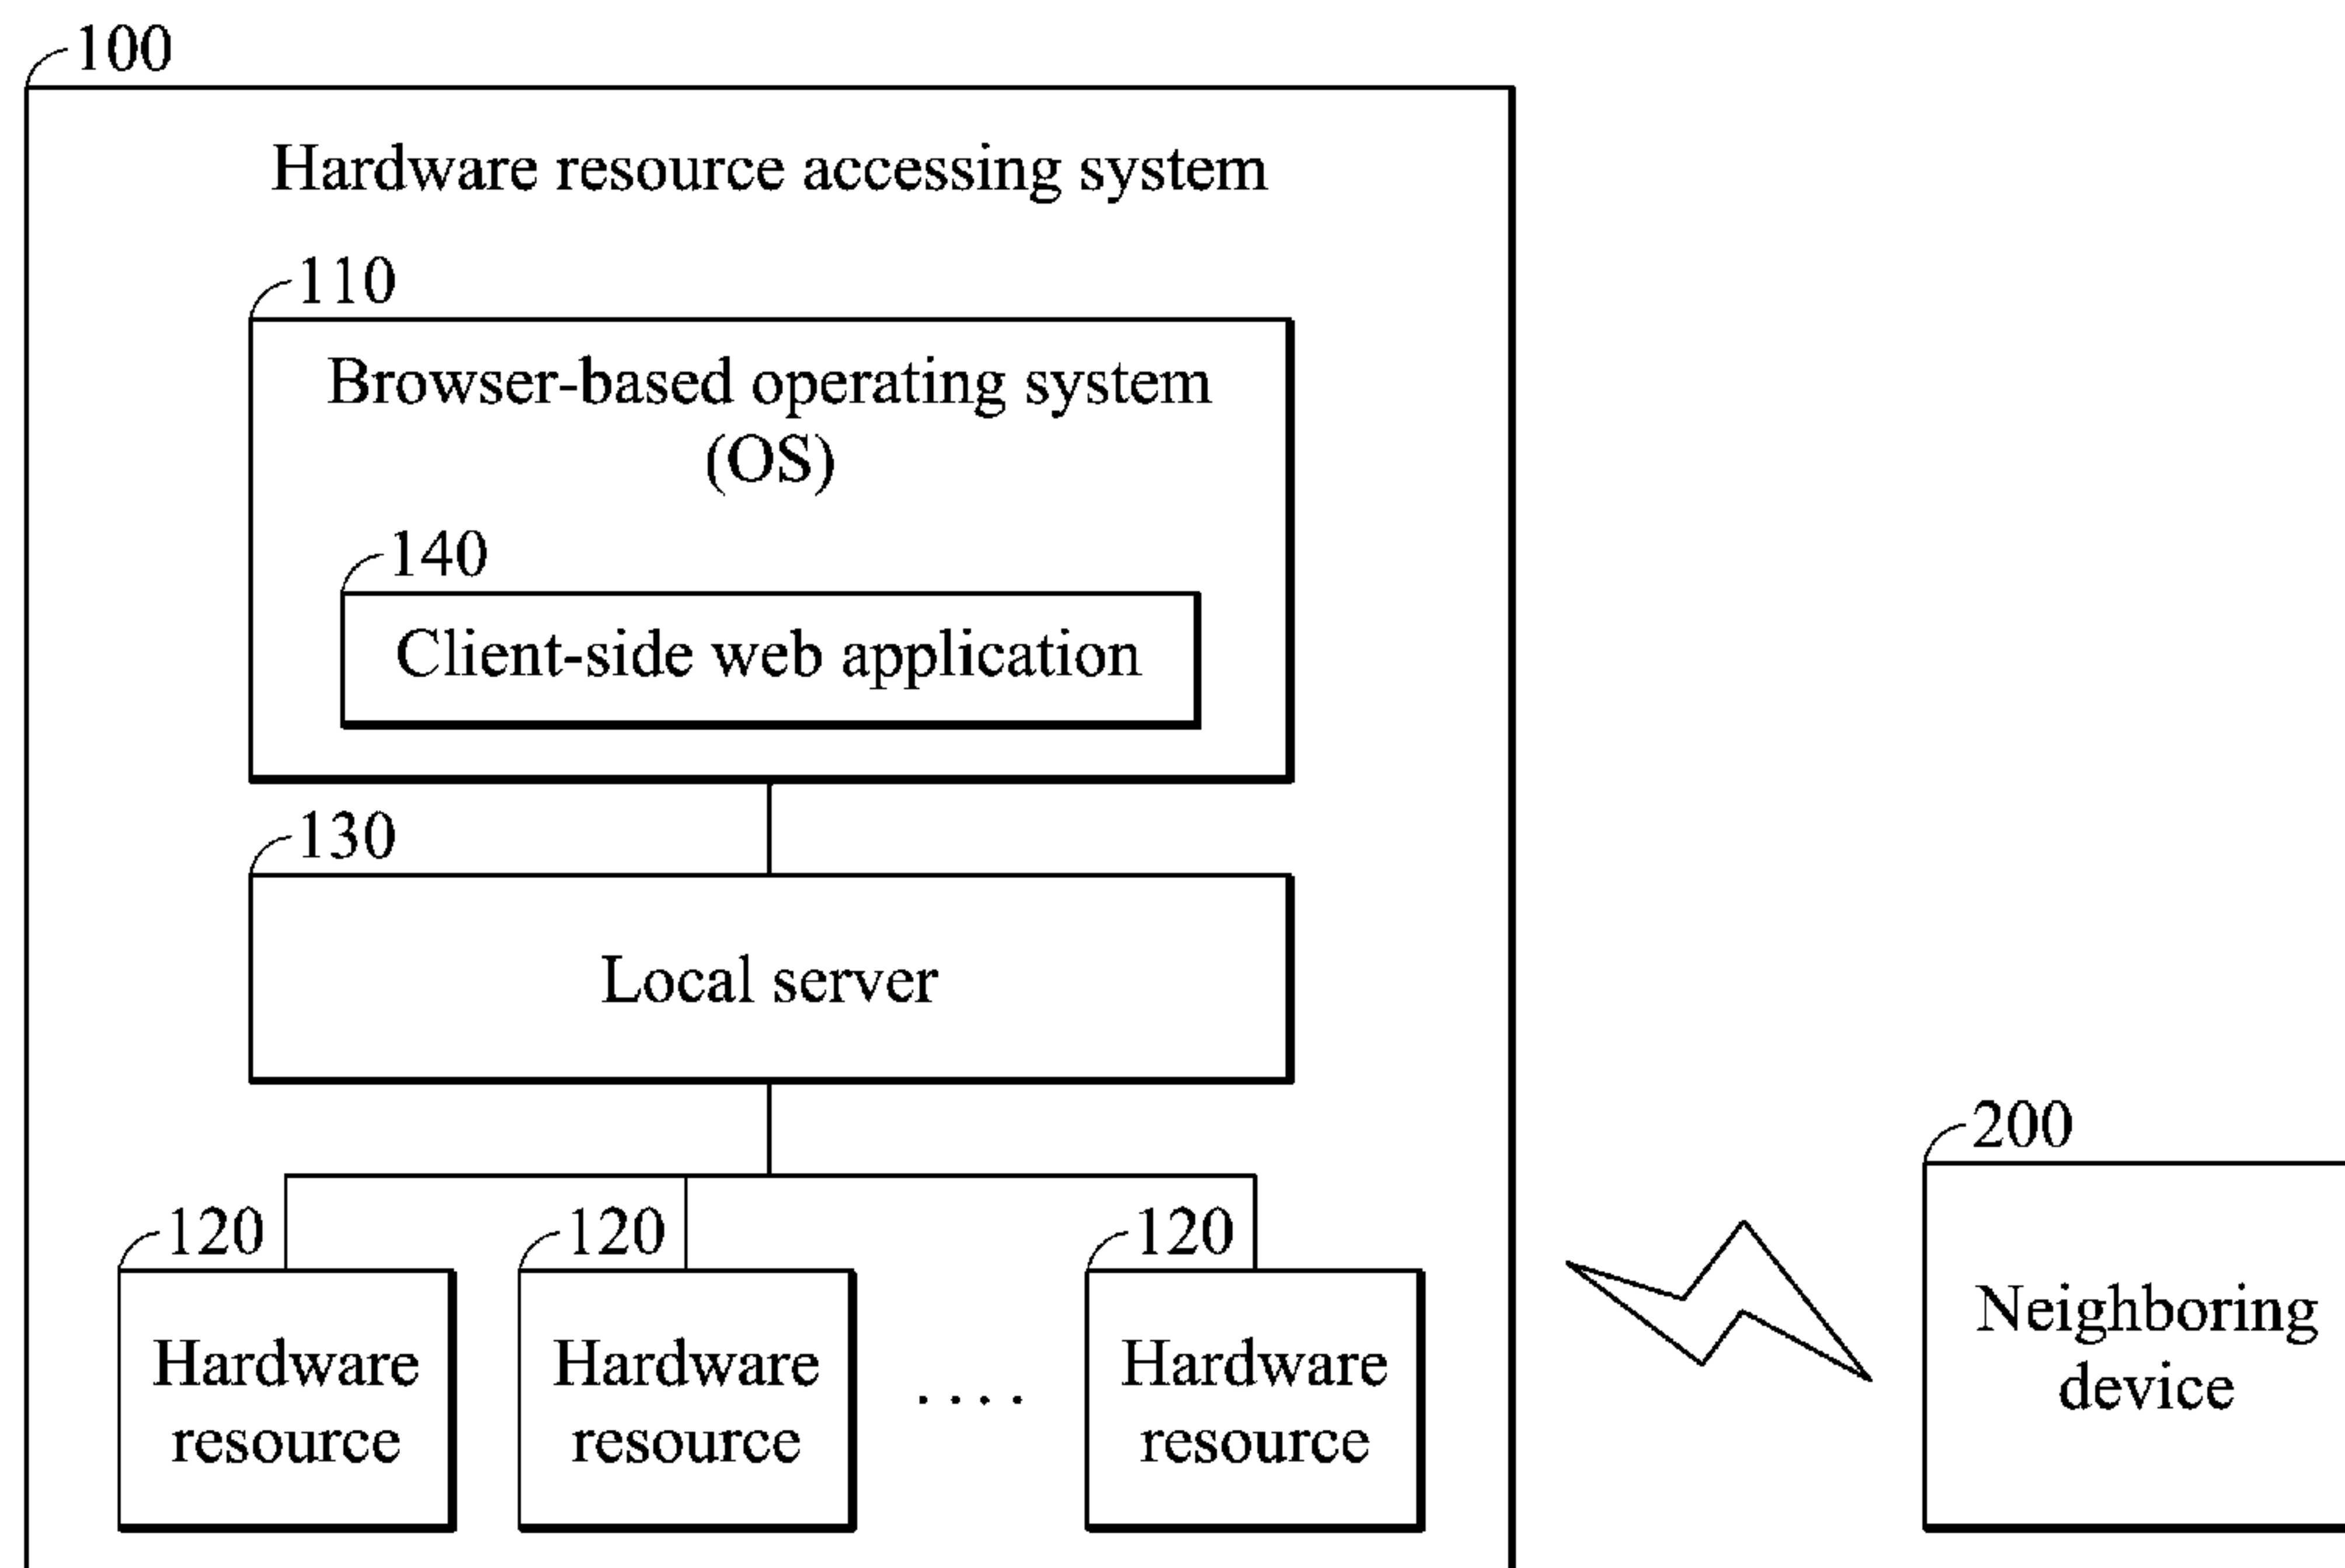 100
Hardware resource accessing system
110
Browser-based operating system
(OS)
140
Client-side web application
130
Local server
120
Hardware
resource
120
Hardware
resource
....
120
Hardware
resource
200
Neighboring
device